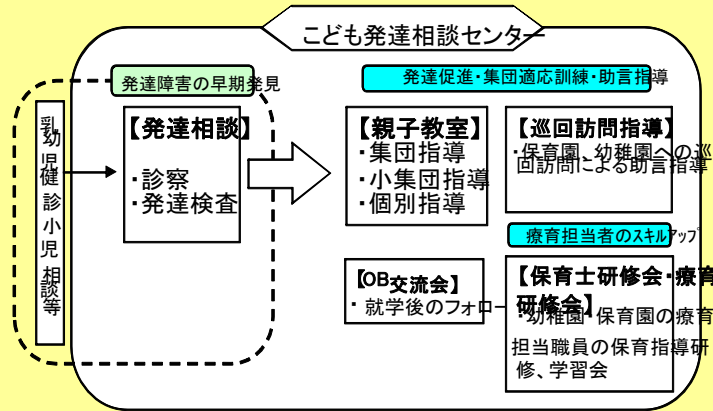 こども発達相談センター
発達障害の早期発見
発達促進・集団適応訓練・助言指導
乳幼児健診小児相談等
【発達相談】
・診察
・発達検査
【親子教室】
・集団指導
・小集団指導
・個別指導
【巡回訪問指導】
・保育園、幼稚園への巡
回訪問による助言指導
療育担当者のスキルアップ
【OB交流会】
・就学後のフォロー
【保育士研修会・療育
研修会】
・幼稚園・保育園の療育
担当職員の保育指導研
修、学習会